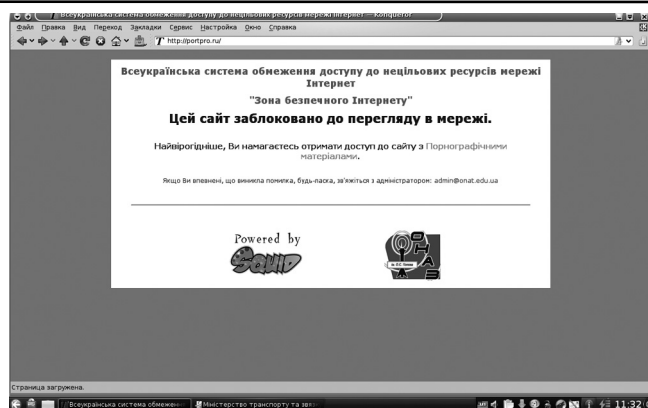 Всеукраїнська система обмеження доступу до нецільових ресурсів мережі Інтернет - Konqueror
Файл Правка Вид Переход Закладки Сервис Настройка Окно Справка
http://portpro.ru/
Всеукраїнська система обмеження доступу до нецільових ресурсів мережі
Інтернет
"Зона безпечного Інтернету"
Цей сайт заблоковано до перегляду в мережі.
Найвірогідніше, Ви намагаєтесь отримати доступ до сайту з Порнографічними
матеріалами.
Якщо Ви впевнені, що виникла помилка, будь-ласка, зв'яжіться з адміністратором: admin@onat.edu.ua
Powered by
SQUID
ОНАЗ
Страница загружена.
Всеукраїнська система обмежен
Міністерство транспорту та звя
11:32